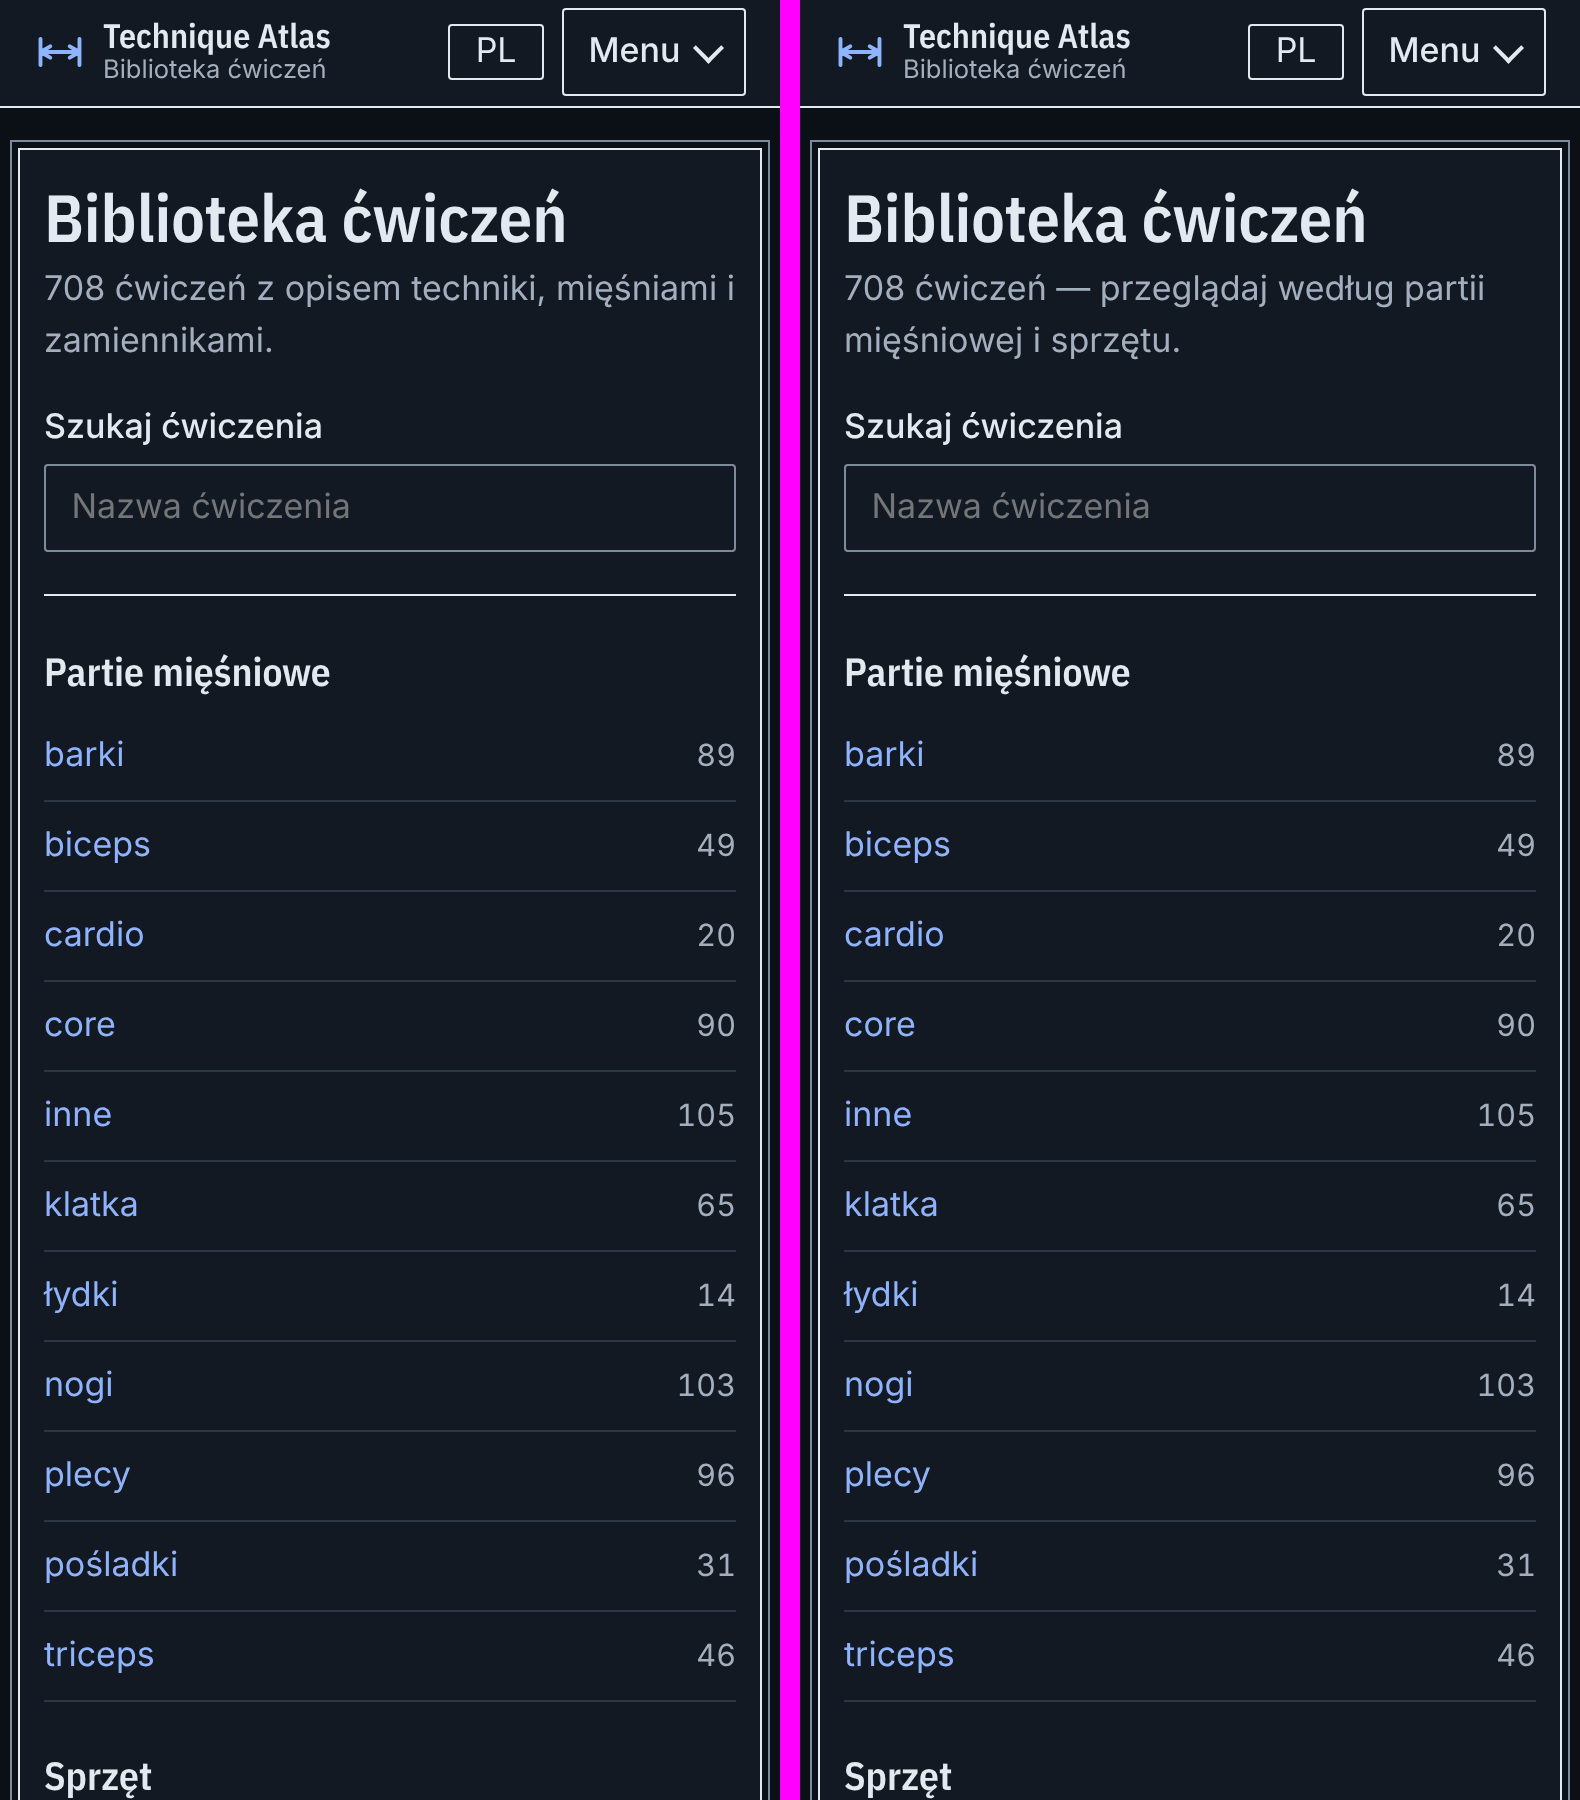 Technique Atlas
Biblioteka ćwiczeń
PL
Menu
Biblioteka ćwiczeń
708 ćwiczeń z opisem techniki, mięśniami i
zamiennikami.
Szukaj ćwiczenia
Nazwa ćwiczenia
Partie mięśniowe
barki 89
biceps 49
cardio 20
core 90
inne 105
klatka 65
łydki 14
nogi 103
plecy 96
pośladki 31
triceps 46
Sprzęt
Technique Atlas
Biblioteka ćwiczeń
PL
Menu
Biblioteka ćwiczeń
708 ćwiczeń — przeglądaj według partii
mięśniowej i sprzętu.
Szukaj ćwiczenia
Nazwa ćwiczenia
Partie mięśniowe
barki 89
biceps 49
cardio 20
core 90
inne 105
klatka 65
łydki 14
nogi 103
plecy 96
pośladki 31
triceps 46
Sprzęt